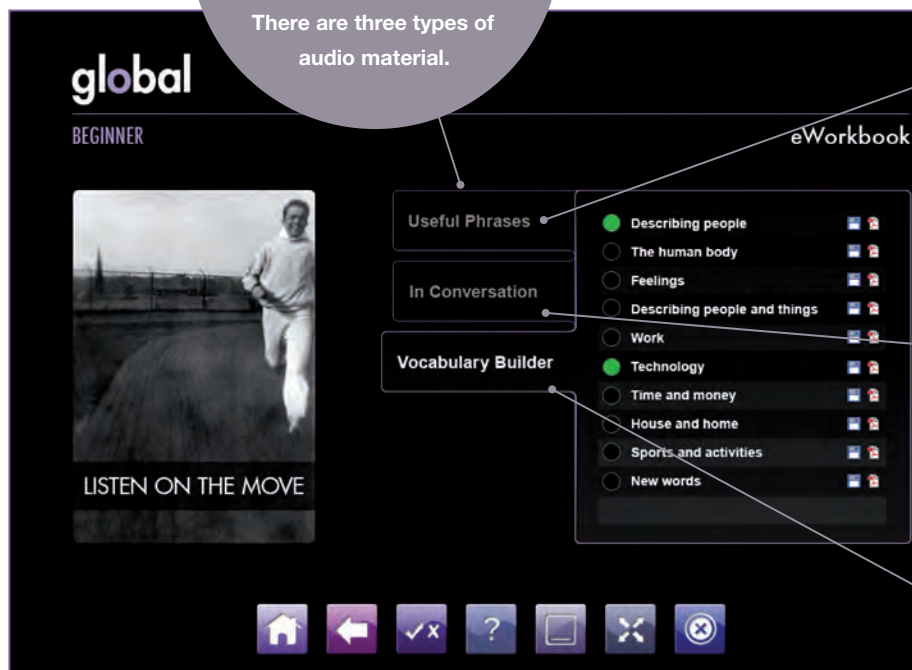 There are three types of
audio material.
global
BEGINNER
eWorkbook
LISTEN ON THE MOVE
Useful Phrases
In Conversation
Vocabulary Builder
Describing people
The human body
Feelings
Describing people and things
Work
Technology
Time and money
House and home
Sports and activities
New words
?